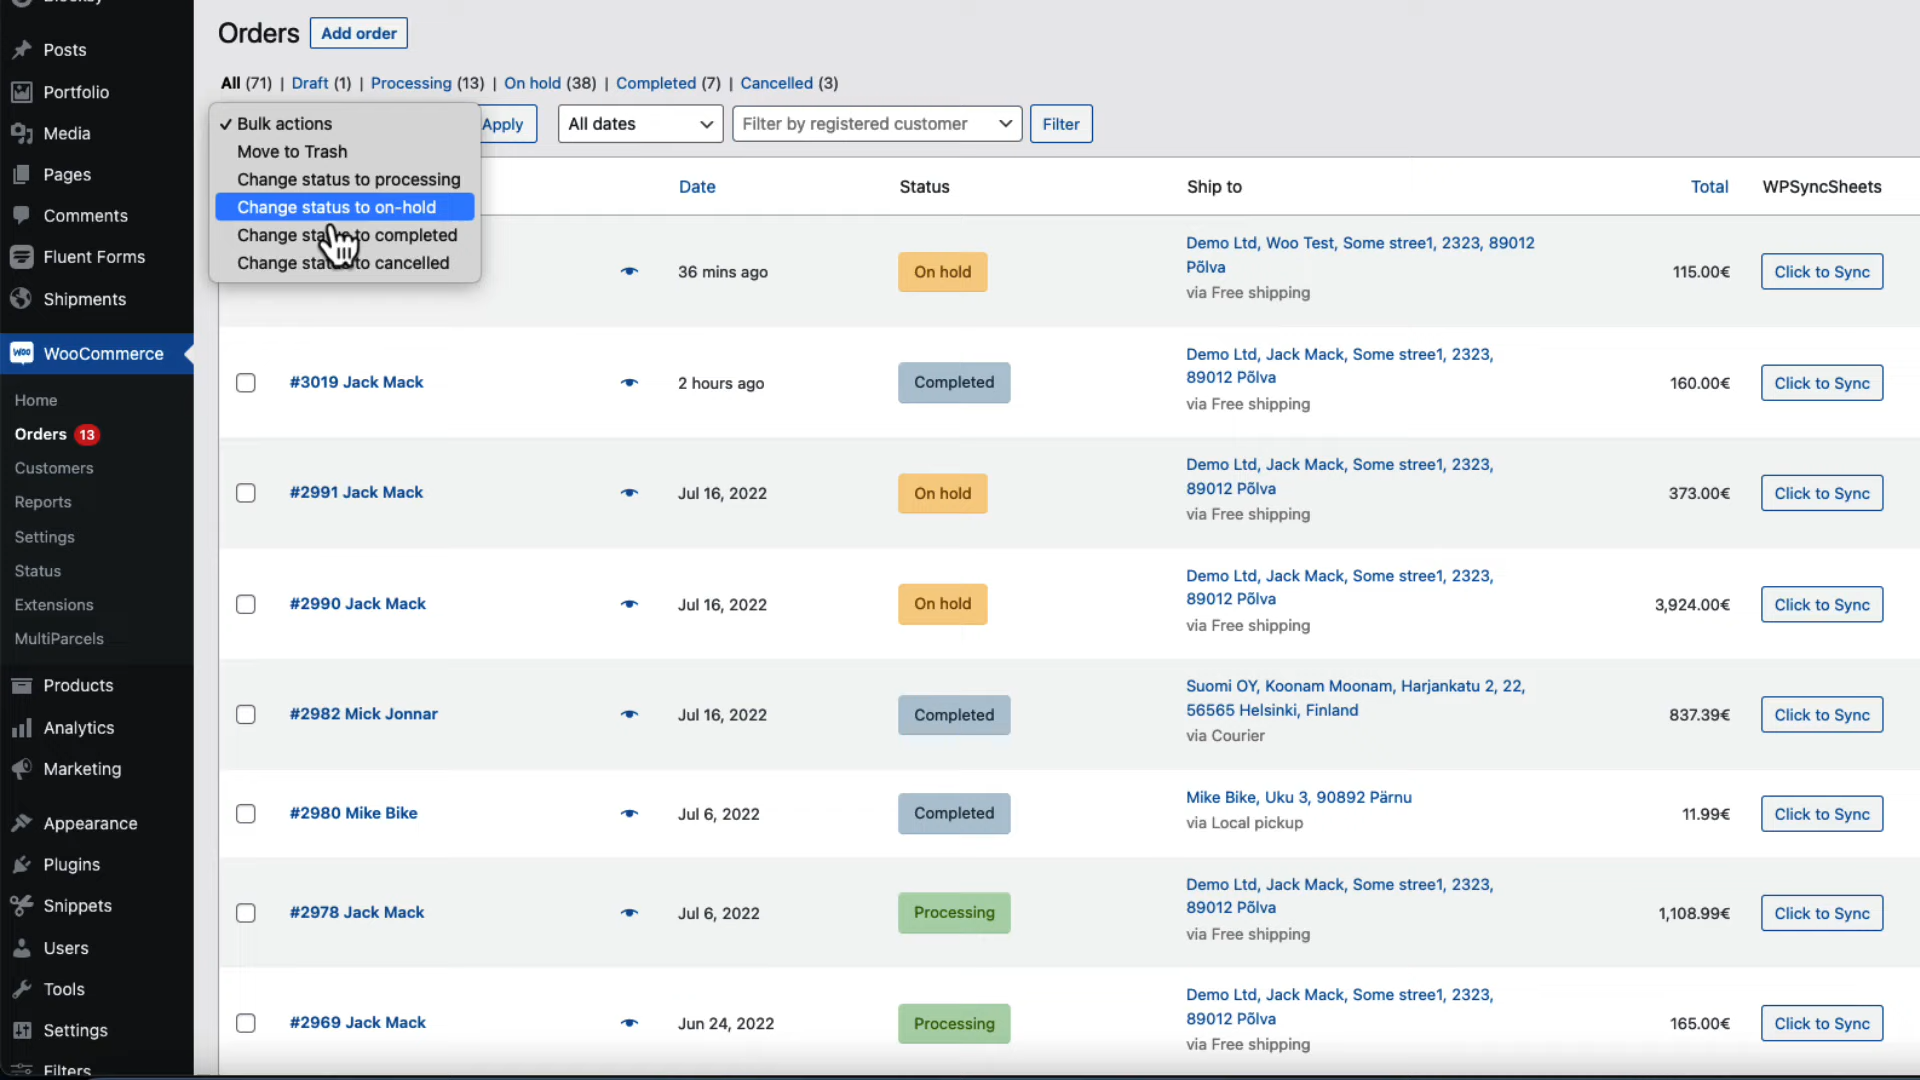 Posts
Portfolio
Media
Pages
Comments
Fluent Forms
Shipments
WooCommerce
Home
Orders 13
Customers
Reports
Settings
Status
Extensions
MultiParcels
Products
Analytics
Marketing
Appearance
Plugins
Snippets
Users
Tools
Settings
Filters
Orders Add order
All (71) | Draft (1) | Processing (13) | On hold (38) | Completed (7) | Cancelled (3)
✓ Bulk actions
Move to Trash
Change status to processing
Change status to on-hold
Change status to completed
Change status to cancelled
Apply All dates Filter by registered customer Filter
Date Status Ship to Total WPSyncSheets
36 mins ago On hold
Demo Ltd, Woo Test, Some stree1, 2323, 89012
Põlva
via Free shipping
115.00€ Click to Sync
#3019 Jack Mack 2 hours ago Completed
Demo Ltd, Jack Mack, Some stree1, 2323,
89012 Põlva
via Free shipping
160.00€ Click to Sync
#2991 Jack Mack Jul 16, 2022 On hold
Demo Ltd, Jack Mack, Some stree1, 2323,
89012 Põlva
via Free shipping
373.00€ Click to Sync
#2990 Jack Mack Jul 16, 2022 On hold
Demo Ltd, Jack Mack, Some stree1, 2323,
89012 Põlva
via Free shipping
3,924.00€ Click to Sync
#2982 Mick Jonnar Jul 16, 2022 Completed
Suomi OY, Koonam Moonam, Harjankatu 2, 22,
56565 Helsinki, Finland
via Courier
837.39€ Click to Sync
#2980 Mike Bike Jul 6, 2022 Completed
Mike Bike, Uku 3, 90892 Pärnu
via Local pickup
11.99€ Click to Sync
#2978 Jack Mack Jul 6, 2022 Processing
Demo Ltd, Jack Mack, Some stree1, 2323,
89012 Põlva
via Free shipping
1,108.99€ Click to Sync
#2969 Jack Mack Jun 24, 2022 Processing
Demo Ltd, Jack Mack, Some stree1, 2323,
89012 Põlva
via Free shipping
165.00€ Click to Sync